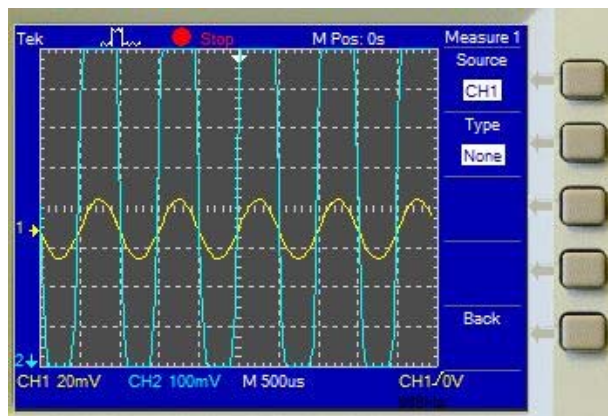 Tek Stop M Pos: 0s Measure 1
Source
CH1
Type
None
1
Back
2
CH1 20mV CH2 100mV M 500us CH1 0V